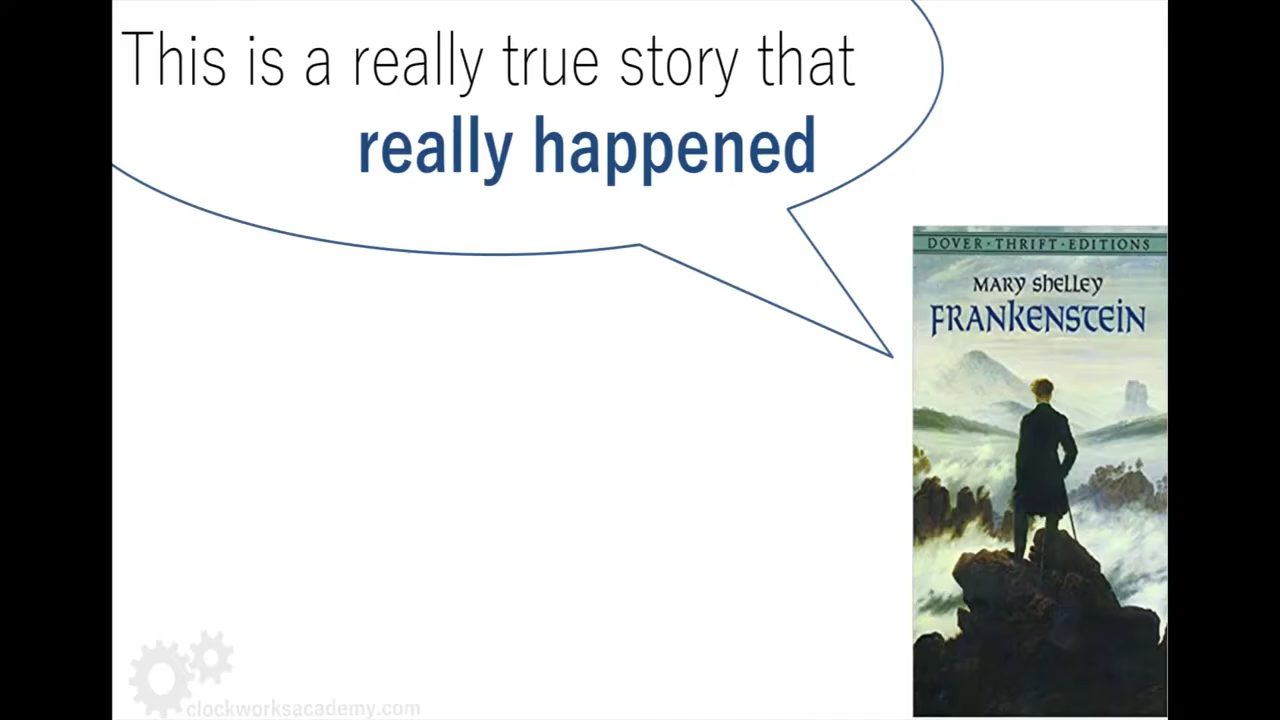 This is a really true story that
really happened
DOVER · THRIFT · EDITIONS
MARY SHELLEY
FRANKENSTEIN
clockworksacademy.com